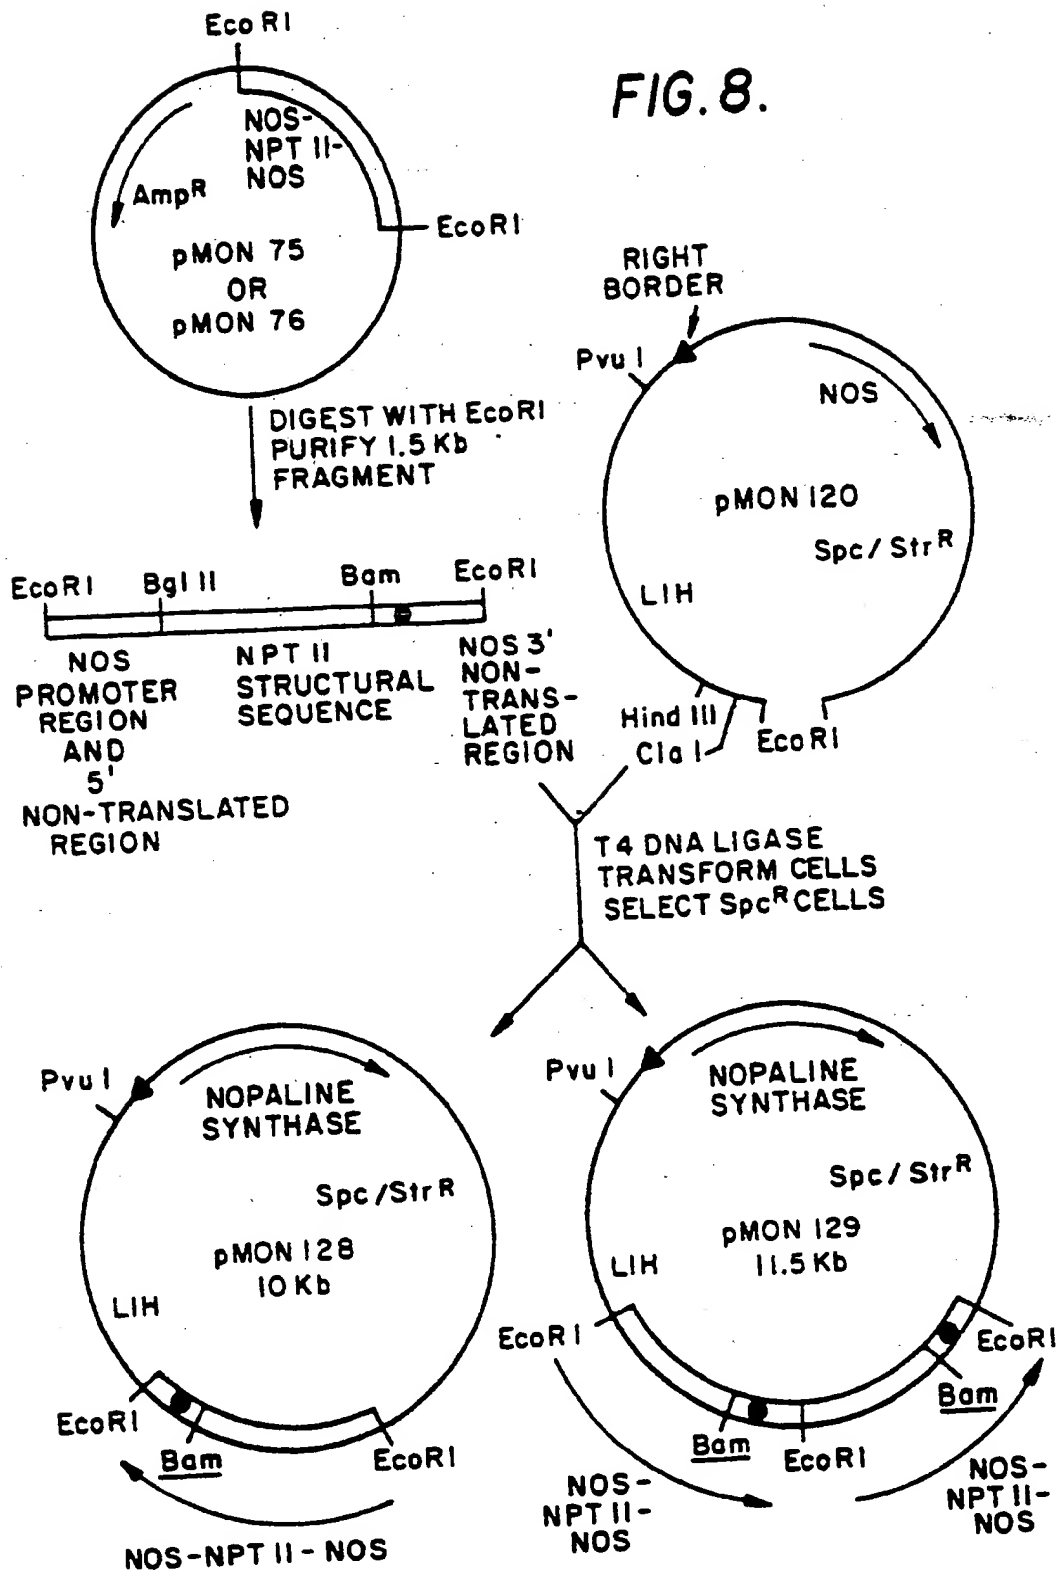 FIG. 8.
Eco RI
NOS-
NPT II-
NOS
AmpR
EcoRI
pMON 75
OR
pMON 76
DIGEST WITH EcoRI
PURIFY 1.5 Kb
FRAGMENT
RIGHT
BORDER
Pvu I
NOS
pMON 120
Spc/StrR
LIH
Hind III
Cla I
EcoRI
EcoRI
Bgl II
Bam
EcoRI
NOS
PROMOTER
REGION
AND
5'
NON-TRANSLATED
REGION
NPT II
STRUCTURAL
SEQUENCE
NOS 3'
NON-
TRANS-
LATED
REGION
T4 DNA LIGASE
TRANSFORM CELLS
SELECT SpcR CELLS
Pvu I
NOPALINE
SYNTHASE
Spc/StrR
pMON 128
10 Kb
LIH
EcoRI
Bam
EcoRI
NOS-NPT II-NOS
Pvu I
NOPALINE
SYNTHASE
Spc/StrR
pMON 129
11.5 Kb
LIH
EcoRI
EcoRI
Bam
Bam
EcoRI
NOS-
NPT II-
NOS
NOS-
NPT II-
NOS